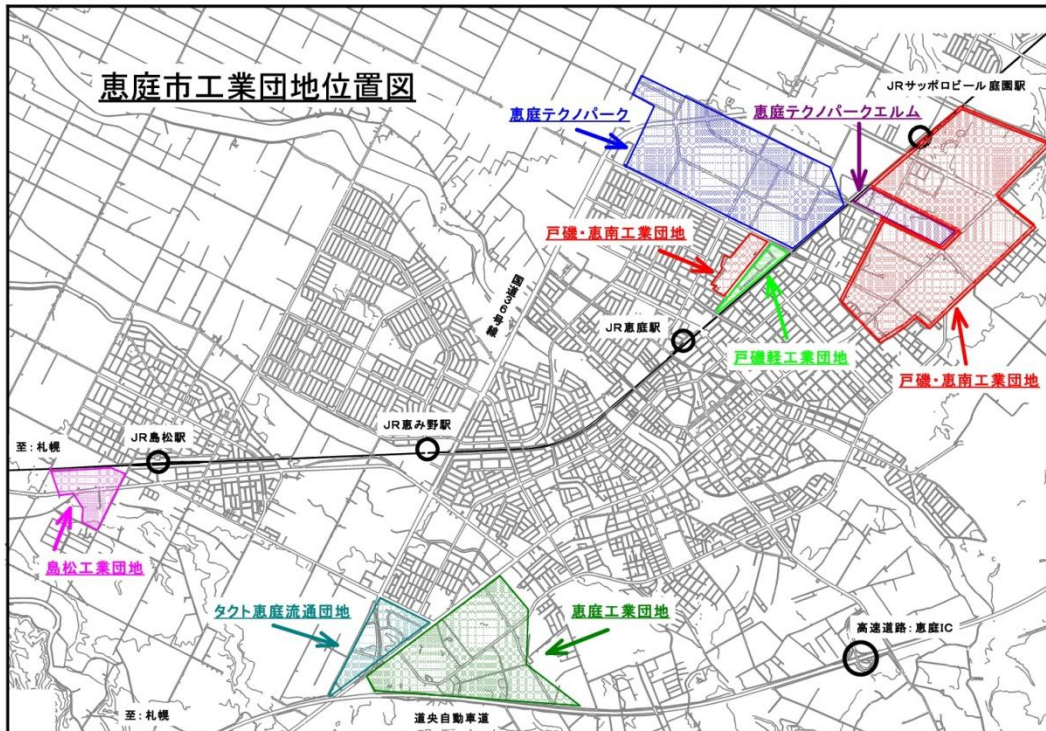 恵庭市工業団地位置図
JRサッポロビール庭園駅
恵庭テクノパーク
恵庭テクノパークエルム
戸磯・恵南工業団地
国道36号線
JR恵庭駅
戸磯軽工業団地
戸磯・恵南工業団地
JR恵み野駅
JR島松駅
至:札幌
島松工業団地
タクト恵庭流通団地
恵庭工業団地
高速道路:恵庭IC
至:札幌
道央自動車道